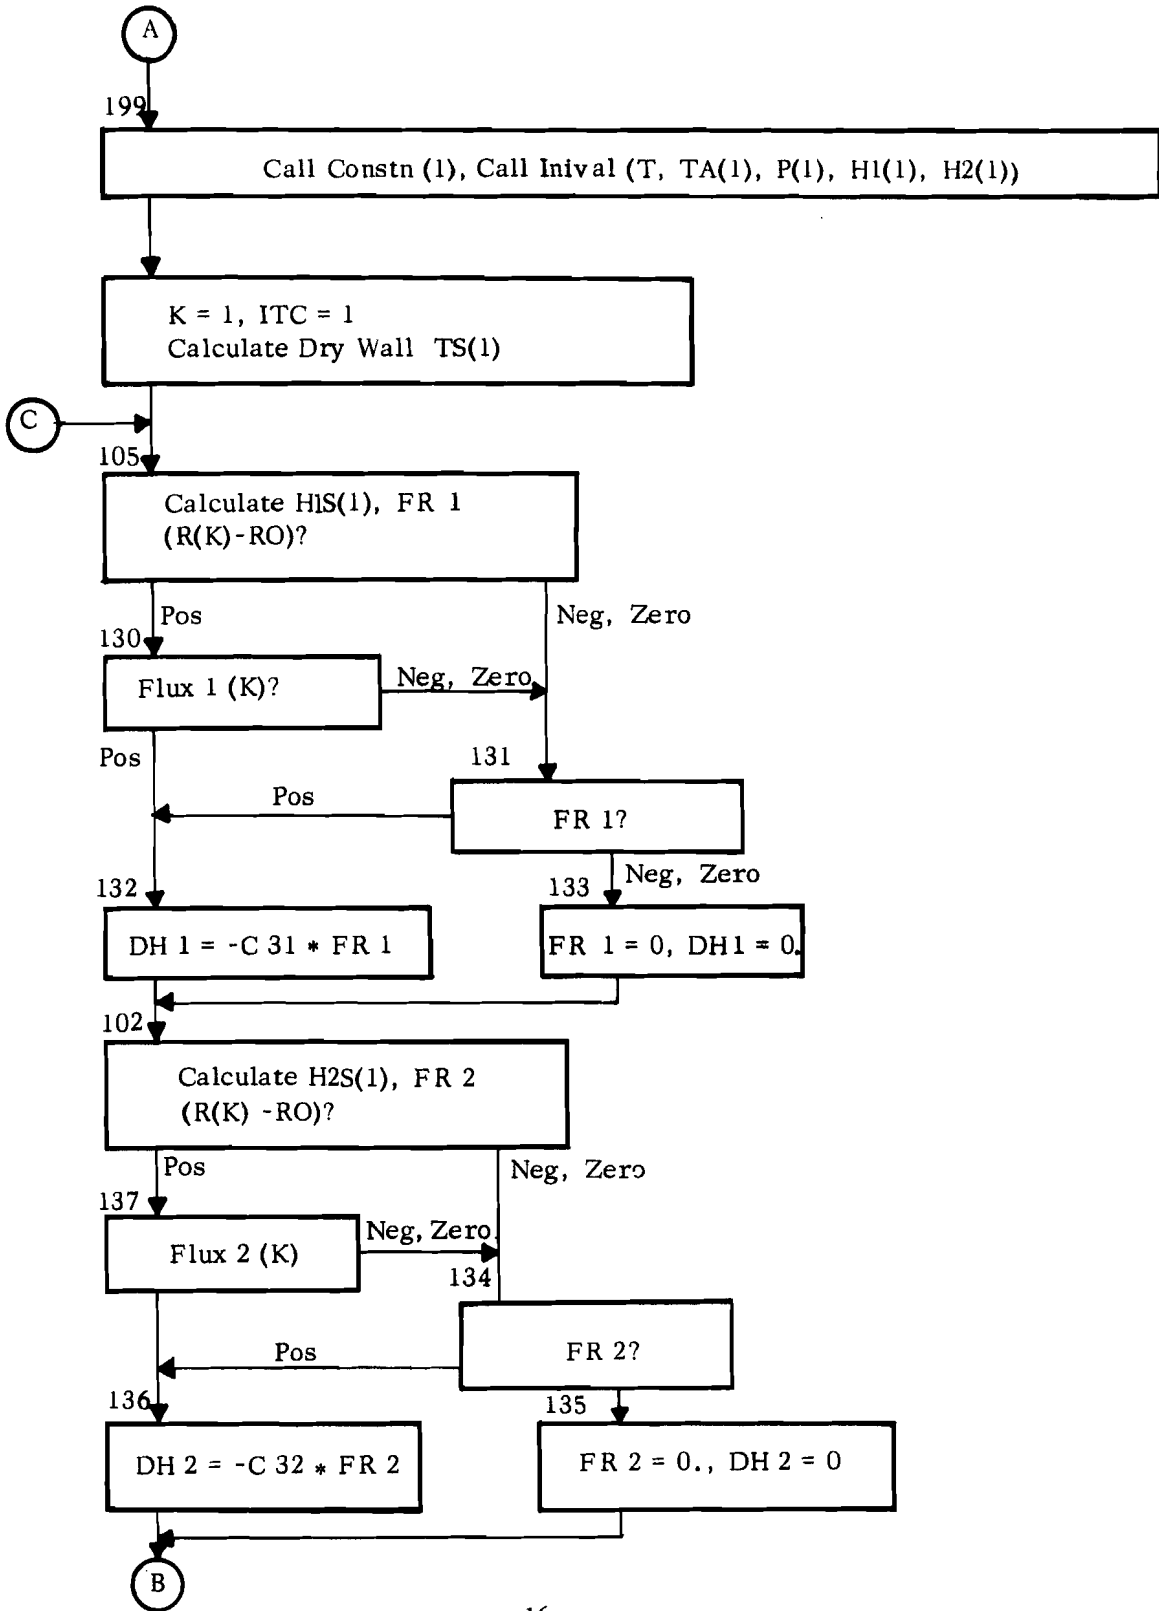 A
199
Call Constn (1), Call Inival (T, TA(1), P(1), H1(1), H2(1))
K = 1, ITC = 1
Calculate Dry Wall TS(1)
C
105
Calculate H1S(1), FR 1
(R(K)-RO)?
Pos
Neg, Zero
130
Flux 1 (K)?
Neg, Zero
Pos
131
Pos
FR 1?
Neg, Zero
132
133
DH 1 = -C 31 * FR 1
FR 1 = 0, DH1 = 0.
102
Calculate H2S(1), FR 2
(R(K) -RO)?
Pos
Neg, Zero
137
Flux 2 (K)
Neg, Zero
134
Pos
FR 2?
136
135
DH 2 = -C 32 * FR 2
FR 2 = 0., DH 2 = 0
B